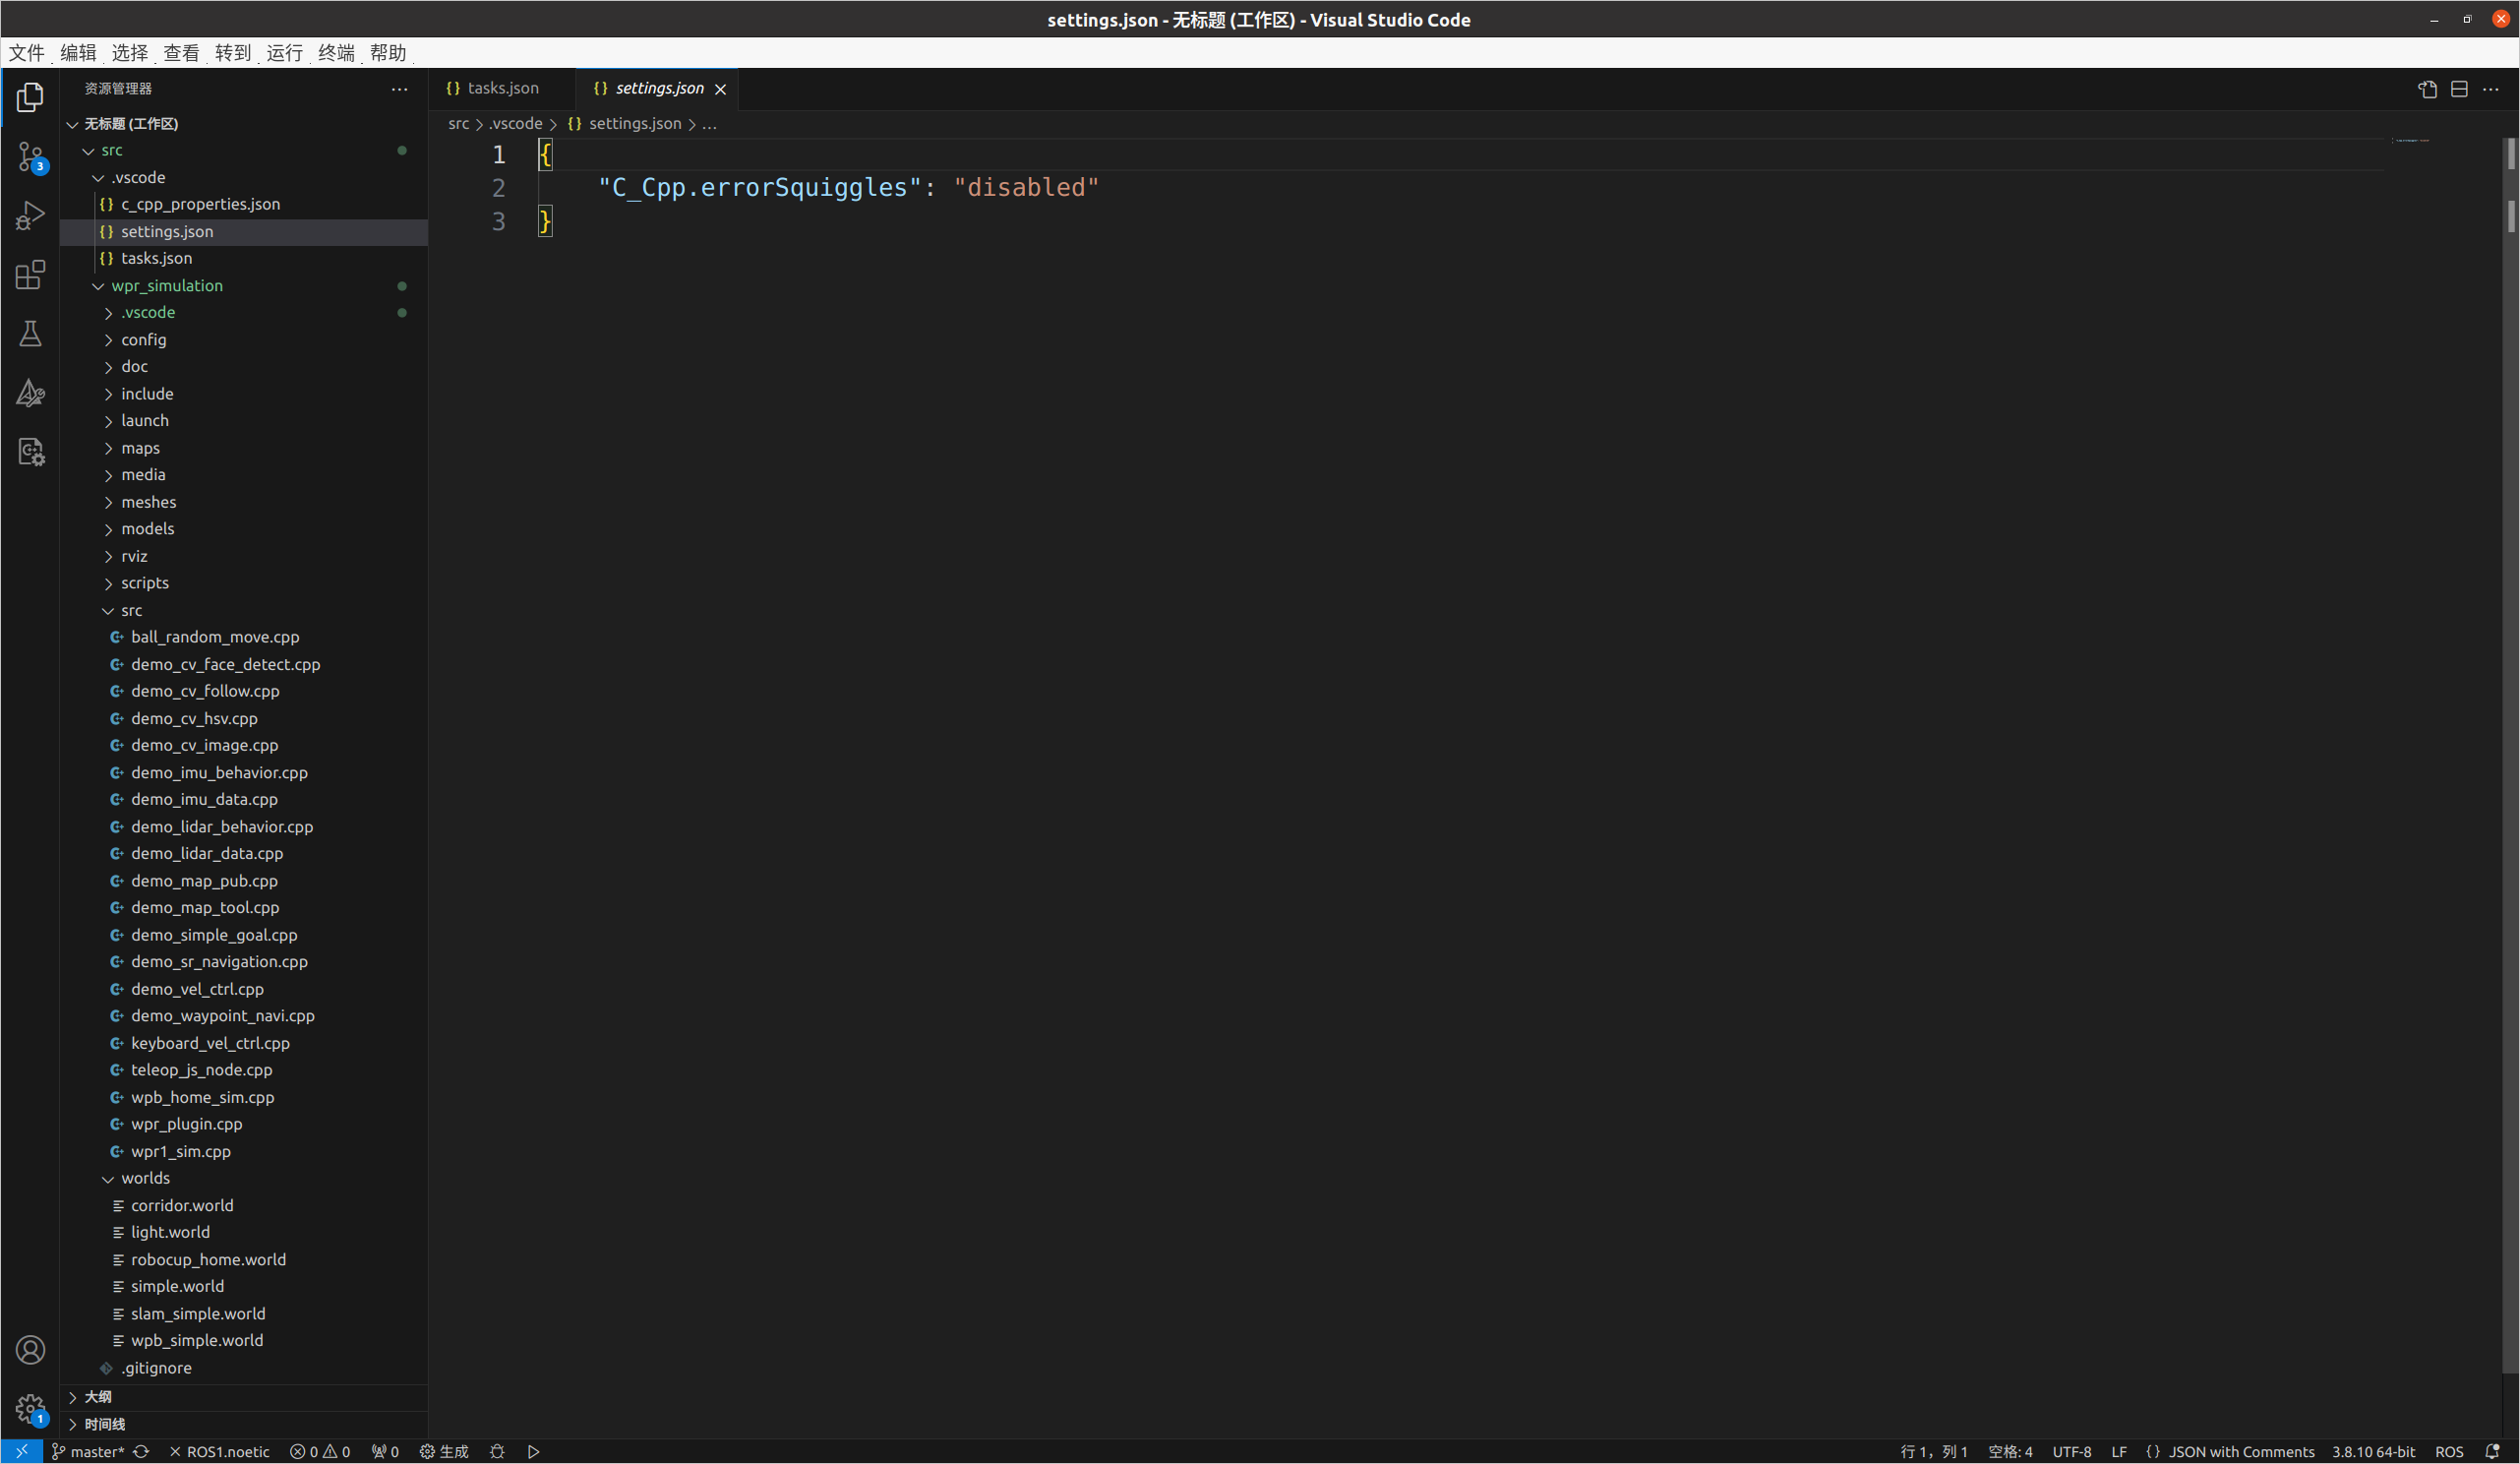 settings.json - 无标题 (工作区) - Visual Studio Code
文件 编辑 选择 查看 转到 运行 终端 帮助
资源管理器
无标题 (工作区)
src
.vscode
{} c_cpp_properties.json
{} settings.json
{} tasks.json
wpr_simulation
.vscode
config
doc
include
launch
maps
media
meshes
models
rviz
scripts
src
ball_random_move.cpp
demo_cv_face_detect.cpp
demo_cv_follow.cpp
demo_cv_hsv.cpp
demo_cv_image.cpp
demo_imu_behavior.cpp
demo_imu_data.cpp
demo_lidar_behavior.cpp
demo_lidar_data.cpp
demo_map_pub.cpp
demo_map_tool.cpp
demo_simple_goal.cpp
demo_sr_navigation.cpp
demo_vel_ctrl.cpp
demo_waypoint_navi.cpp
keyboard_vel_ctrl.cpp
teleop_js_node.cpp
wpb_home_sim.cpp
wpr_plugin.cpp
wpr1_sim.cpp
worlds
corridor.world
light.world
robocup_home.world
simple.world
slam_simple.world
wpb_simple.world
.gitignore
大纲
时间线
3
1
{} tasks.json {} settings.json
src > .vscode > {} settings.json > ...
1 {
2 "C_Cpp.errorSquiggles": "disabled"
3 }
master* ROS1.noetic 0 0 0 生成 行 1，列 1 空格: 4 UTF-8 LF {} JSON with Comments 3.8.10 64-bit ROS